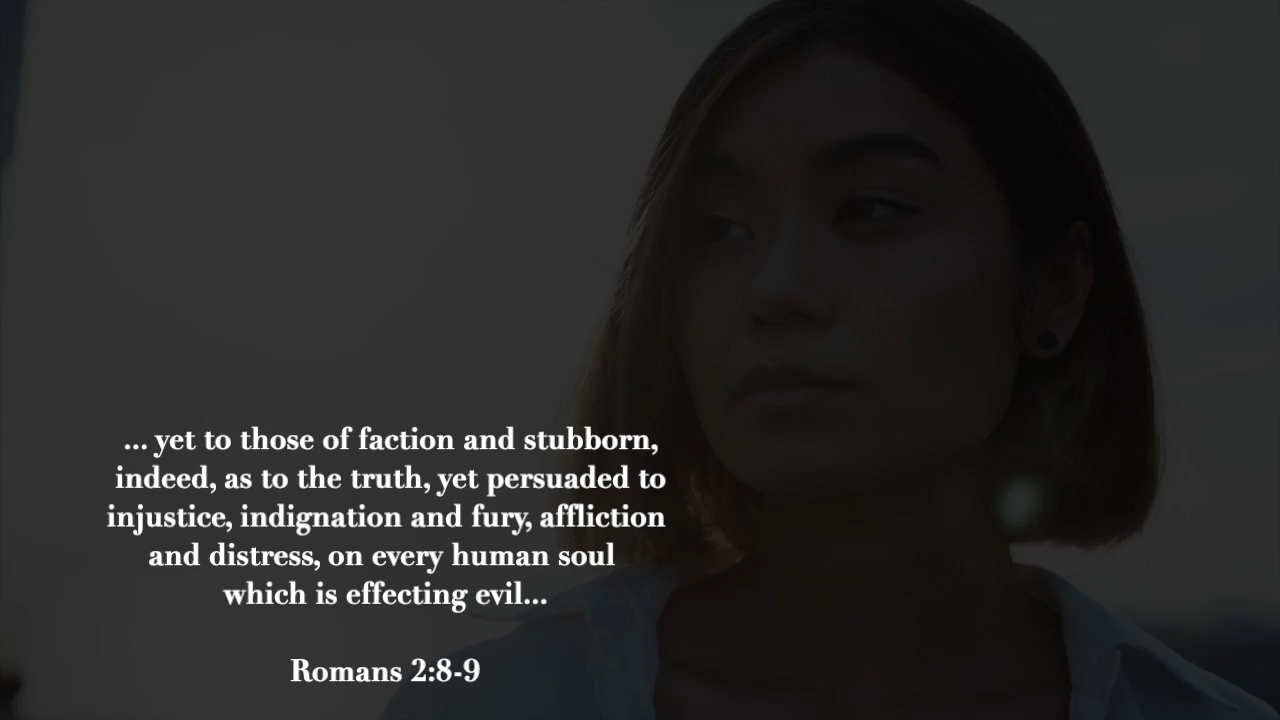 ... yet to those of faction and stubborn,
indeed, as to the truth, yet persuaded to
injustice, indignation and fury, affliction
and distress, on every human soul
which is effecting evil...
Romans 2:8-9